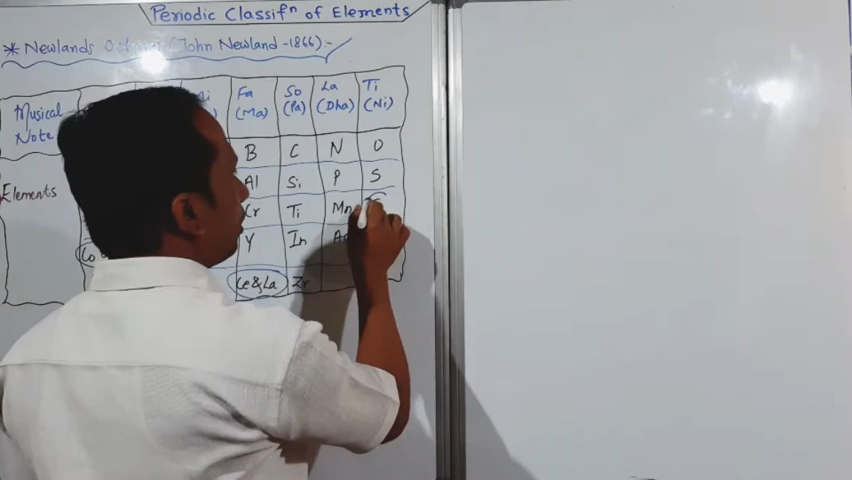 Periodic Classifⁿ of Elements
* Newlands (John Newland -1866):-
Musical Note Fa (Ma) So (Pa) La (Dha) Ti (Ni)
Elements B C N O
Al Si P S
Cr Ti Mn
Y In
Ce & La Zr